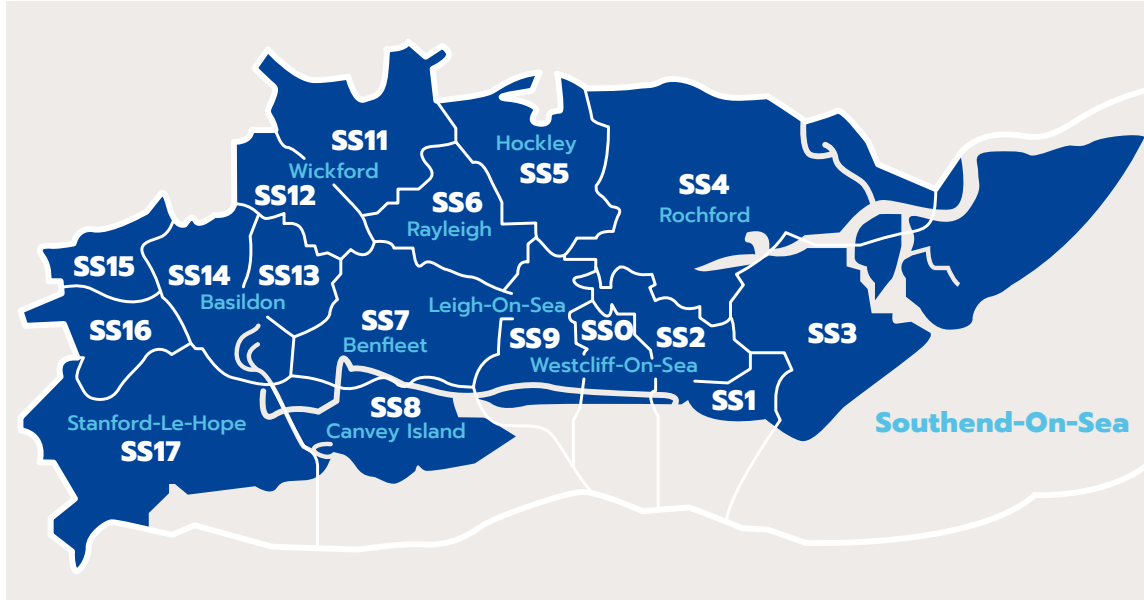 SS11
Wickford
SS12
Hockley
SS5
SS6
Rayleigh
SS4
Rochford
SS15
SS14
SS13
Basildon
SS16
SS7
Benfleet
Leigh-On-Sea
SS9
SS0
SS2
Westcliff-On-Sea
SS3
SS1
SS8
Canvey Island
Stanford-Le-Hope
SS17
Southend-On-Sea